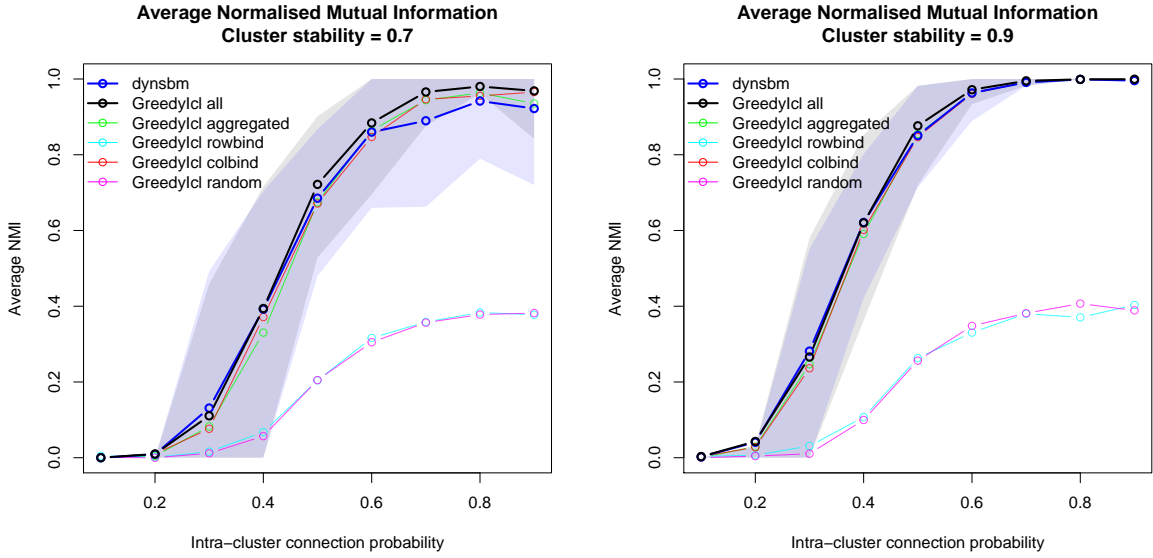 Average Normalised Mutual Information
Cluster stability = 0.7
dynsbm
GreedyIcl all
GreedyIcl aggregated
GreedyIcl rowbind
GreedyIcl colbind
GreedyIcl random
Average NMI
0.0
0.2
0.4
0.6
0.8
1.0
0.2
0.4
0.6
0.8
Intra−cluster connection probability
Average Normalised Mutual Information
Cluster stability = 0.9
dynsbm
GreedyIcl all
GreedyIcl aggregated
GreedyIcl rowbind
GreedyIcl colbind
GreedyIcl random
Average NMI
0.0
0.2
0.4
0.6
0.8
1.0
0.2
0.4
0.6
0.8
Intra−cluster connection probability